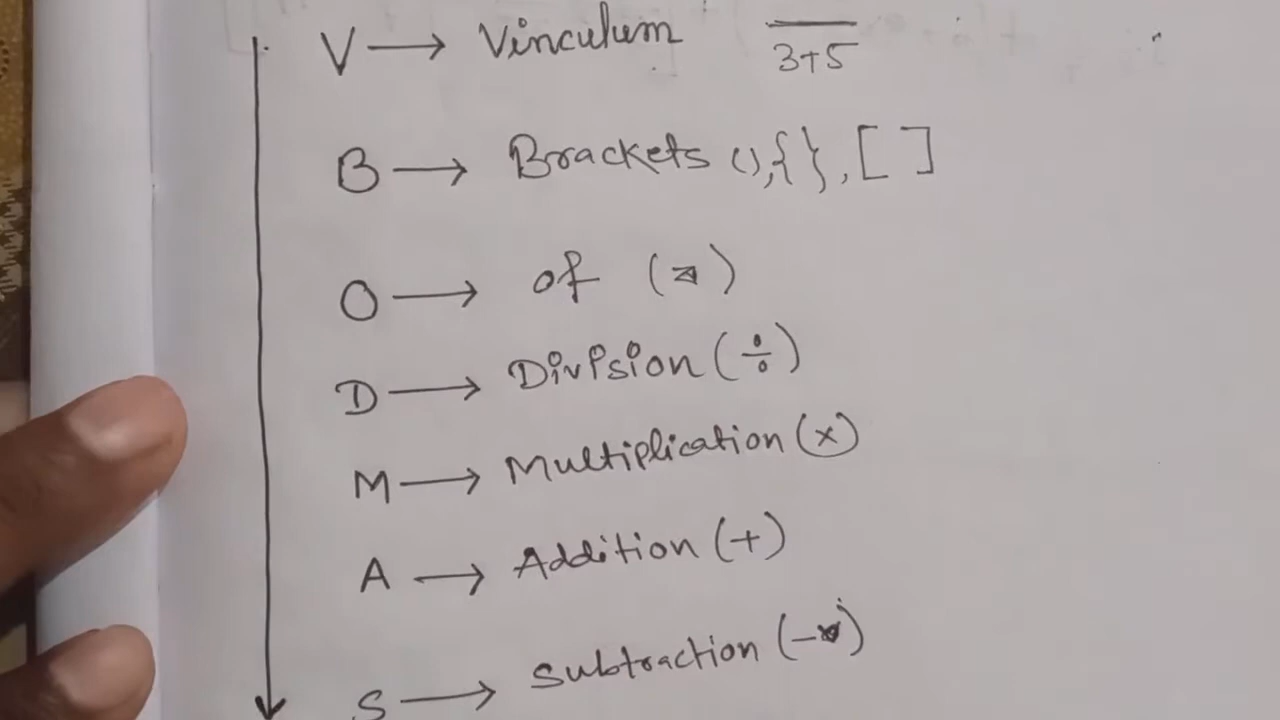 V → Vinculum 3+5
B → Brackets (), { }, [ ]
O → of ( )
D → Division (÷)
M → Multiplication (×)
A → Addition (+)
S → Subtraction (-)